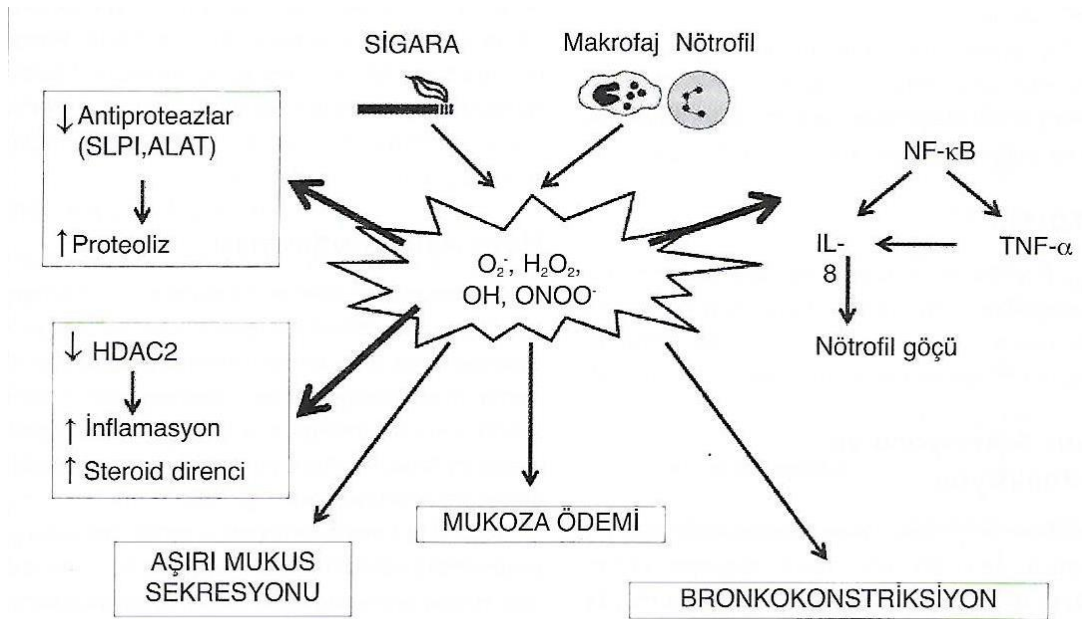 SİGARA
Makrofaj Nötrofil
↓ Antiproteazlar
(SLPI,ALAT)
↑ Proteoliz
NF-κB
IL-
8
TNF-α
Nötrofil göçü
O₂⁻, H₂O₂,
OH, ONOO⁻
↓ HDAC2
↑ İnflamasyon
↑ Steroid direnci
MUKOZA ÖDEMİ
AŞIRI MUKUS
SEKRESYONU
BRONKOKONSTRİKSİYON